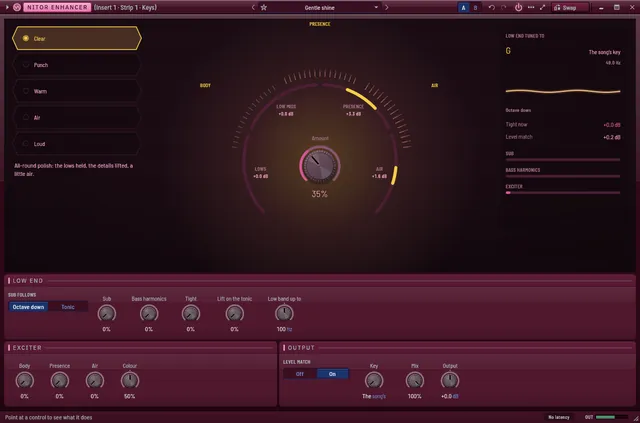 NITOR ENHANCER (Insert 1 · Strip 1 · Keys)
Gentle shine
A B
Swap
Clear
Punch
Warm
Air
Loud
All-round polish: the lows hold, the details lifted, a
little air.
PRESENCE
BODY
AIR
LOW MIDS
+0.0 dB
PRESENCE
+3.3 dB
LOWS
+0.0 dB
AIR
+1.6 dB
Amount
35%
LOW END TUNED TO
G
The song's key
49.0 Hz
Octave down
Tight now
+0.0 dB
Level match
+0.2 dB
SUB
BASS HARMONICS
EXCITER
LOW END
SUB FOLLOWS
Octave down
Tonic
Sub
0%
Bass harmonics
0%
Tight
0%
Lift on the tonic
0%
Low band up to
100 Hz
EXCITER
Body
0%
Presence
0%
Air
0%
Colour
50%
OUTPUT
LEVEL MATCH
Off
On
Key
The song's
Mix
100%
Output
+0.0 dB
Point at a control to see what it does
No latency
OUT